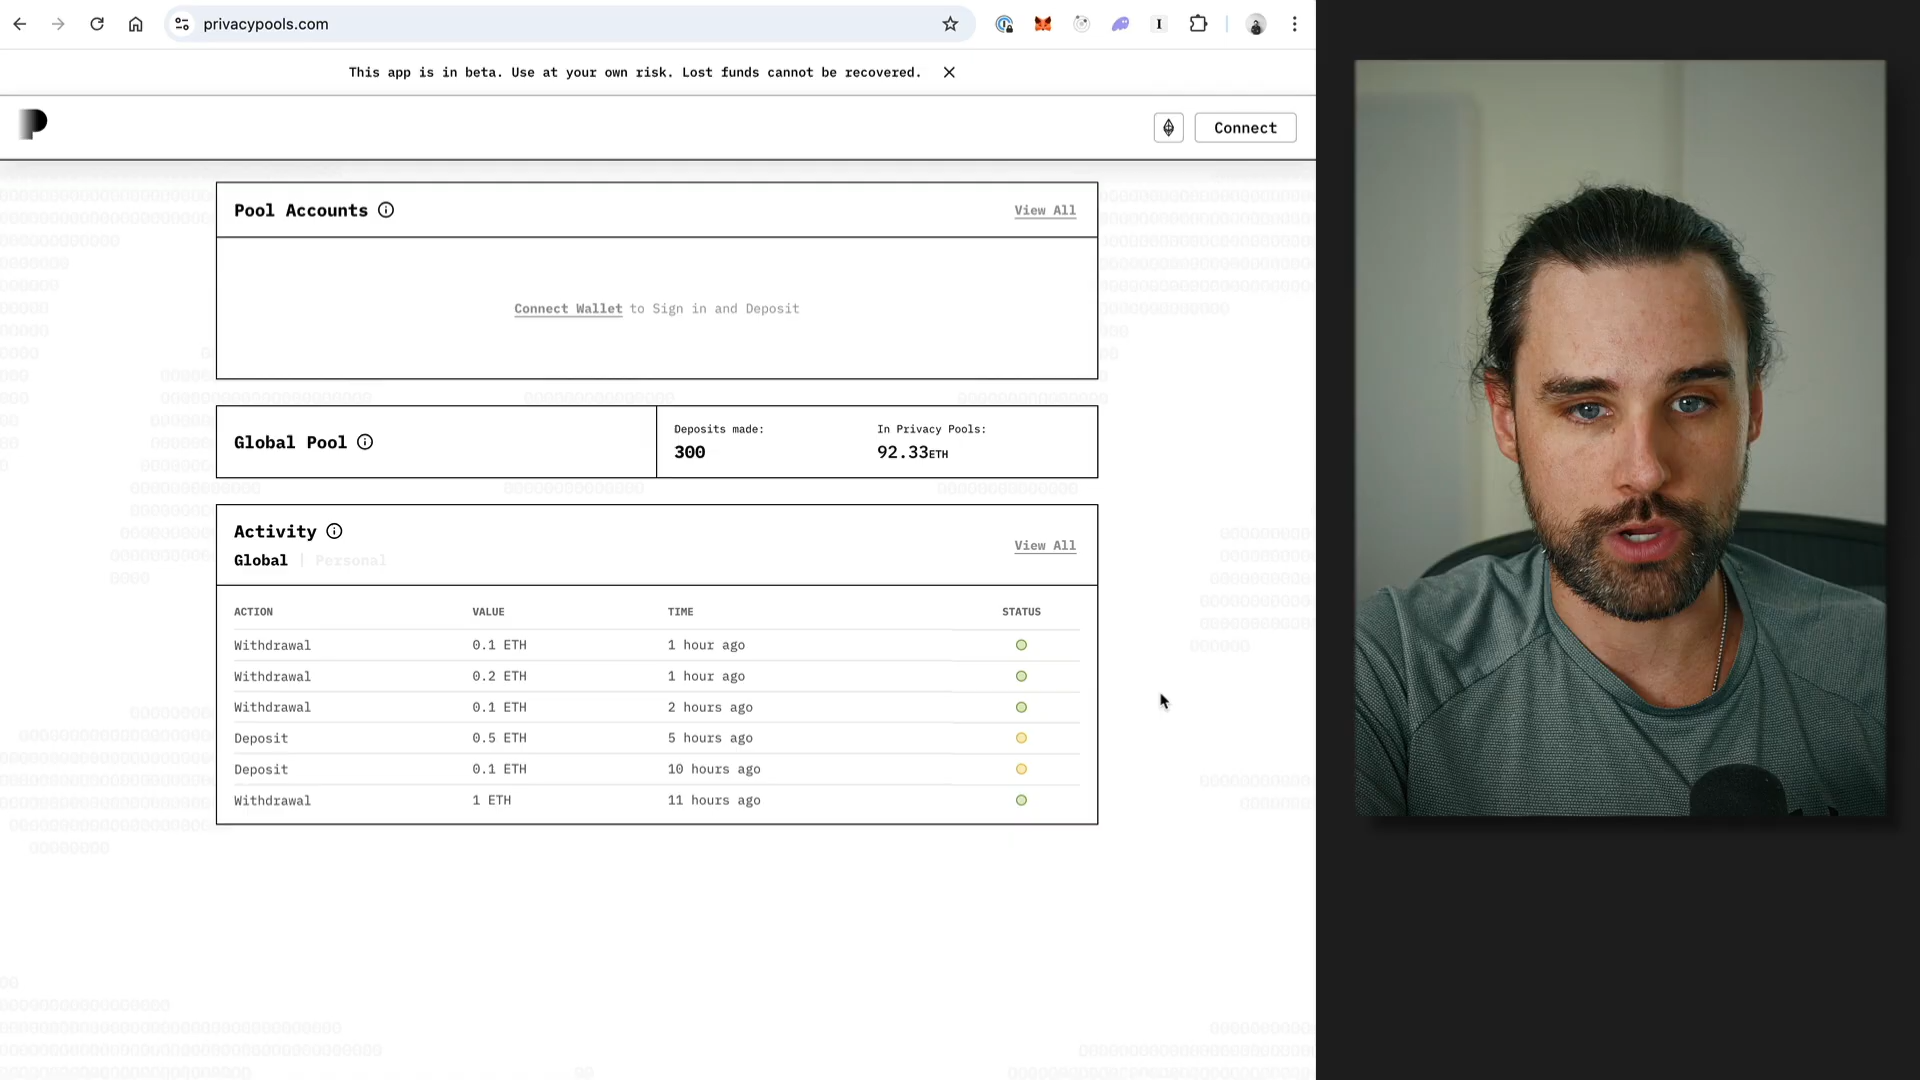 privacypools.com
This app is in beta. Use at your own risk. Lost funds cannot be recovered.
Connect
Pool Accounts
View All
Connect Wallet to Sign in and Deposit
Global Pool
Deposits made:
300
In Privacy Pools:
92.33ETH
Activity
Global | Personal
View All
ACTION VALUE TIME STATUS
Withdrawal 0.1 ETH 1 hour ago
Withdrawal 0.2 ETH 1 hour ago
Withdrawal 0.1 ETH 2 hours ago
Deposit 0.5 ETH 5 hours ago
Deposit 0.1 ETH 10 hours ago
Withdrawal 1 ETH 11 hours ago